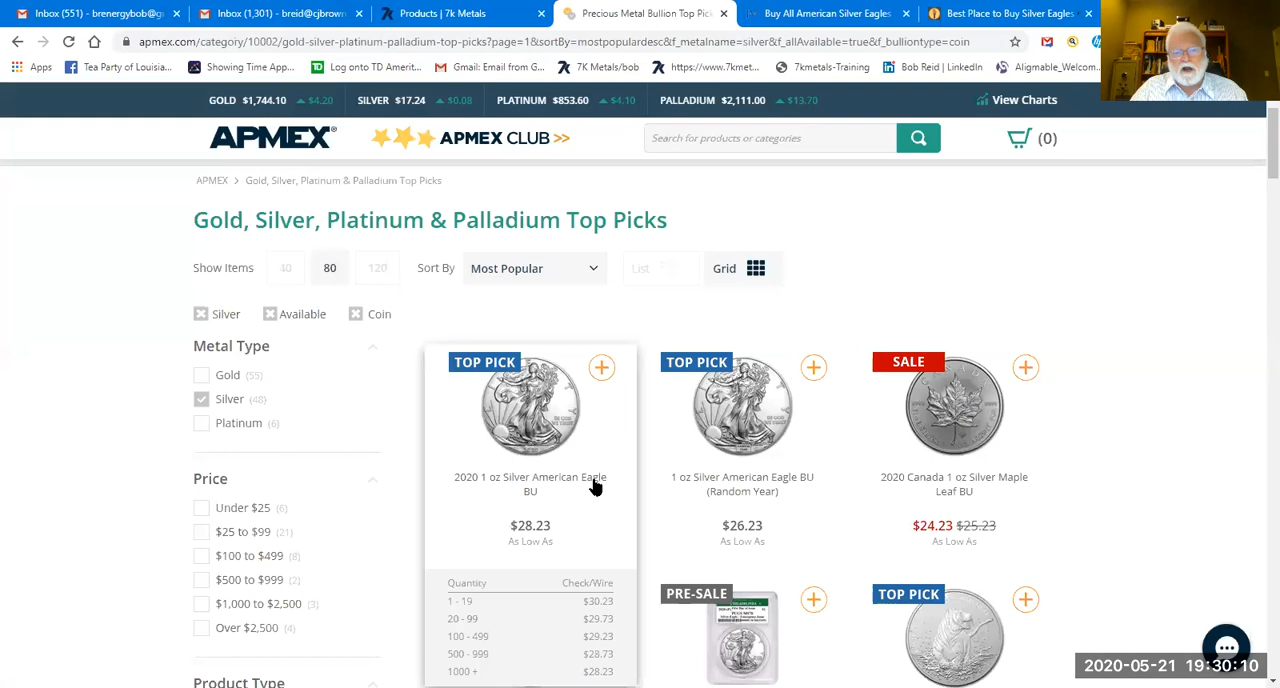 Inbox (551) - brenergybob@g
Inbox (1,301) - breid@cjbrown
Products | 7k Metals
Precious Metal Bullion Top Pick
Buy All American Silver Eagles
Best Place to Buy Silver Eagles
apmex.com/category/10002/gold-silver-platinum-palladium-top-picks?page=1&sortBy=mostpopulardesc&f_metalname=silver&f_allAvailable=true&f_bulliontype=coin
Apps
Tea Party of Louisia...
Showing Time App...
Log onto TD Amerit...
Gmail: Email from G...
7K Metals/bob
https://www.7kmet...
7kmetals-Training
Bob Reid | LinkedIn
Aligmable_Welcom...
GOLD $1,744.10 $4.20
SILVER $17.24 $0.08
PLATINUM $853.60 $4.10
PALLADIUM $2,111.00 $13.70
View Charts
APMEX®
APMEX CLUB >>
Search for products or categories
(0)
APMEX > Gold, Silver, Platinum & Palladium Top Picks
Gold, Silver, Platinum & Palladium Top Picks
Show Items 40 80 120 Sort By Most Popular List Grid
Silver Available Coin
Metal Type
Gold (55)
Silver (48)
Platinum (6)
Price
Under $25 (6)
$25 to $99 (21)
$100 to $499 (8)
$500 to $999 (2)
$1,000 to $2,500 (3)
Over $2,500 (4)
Product Type
TOP PICK
2020 1 oz Silver American Eagle
BU
$28.23
As Low As
Quantity Check/Wire
1 - 19 $30.23
20 - 99 $29.73
100 - 499 $29.23
500 - 999 $28.73
1000 + $28.23
TOP PICK
1 oz Silver American Eagle BU
(Random Year)
$26.23
As Low As
SALE
2020 Canada 1 oz Silver Maple
Leaf BU
$24.23 $25.23
As Low As
PRE-SALE
TOP PICK
2020-05-21 19:30:10